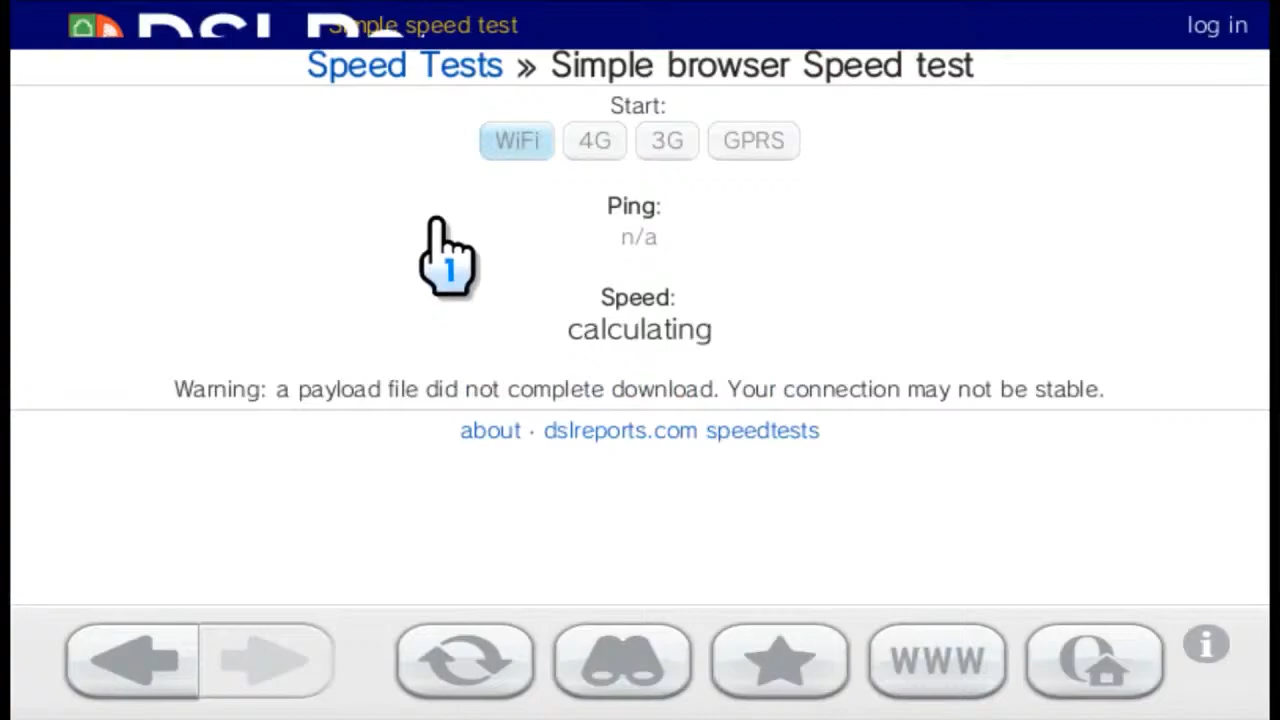 Simple speed test
log in
Speed Tests » Simple browser Speed test
Start:
WiFi 4G 3G GPRS
Ping:
n/a
1
Speed:
calculating
Warning: a payload file did not complete download. Your connection may not be stable.
about · dslreports.com speedtests
WWW
i